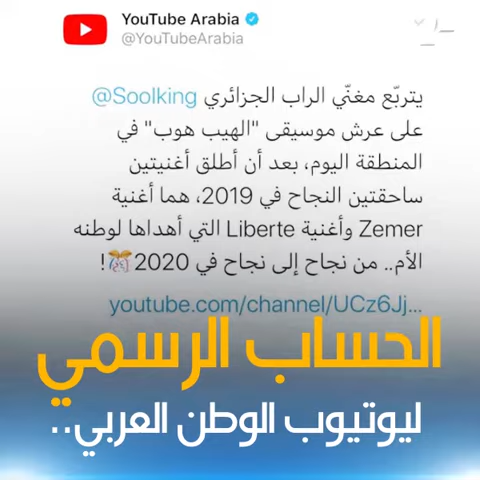 YouTube Arabia
@YouTubeArabia
يتربّع مغنّي الراب الجزائري @Soolking
على عرش موسيقى "الهيب هوب" في
المنطقة اليوم، بعد أن أطلق أغنيتين
ساحقتين النجاح في 2019، هما أغنية
Zemer وأغنية Liberte التي أهداها لوطنه
الأم.. من نجاح إلى نجاح في 2020🎊!
youtube.com/channel/UCz6Jj...
الحساب الرسمي
ليوتيوب الوطن العربي..